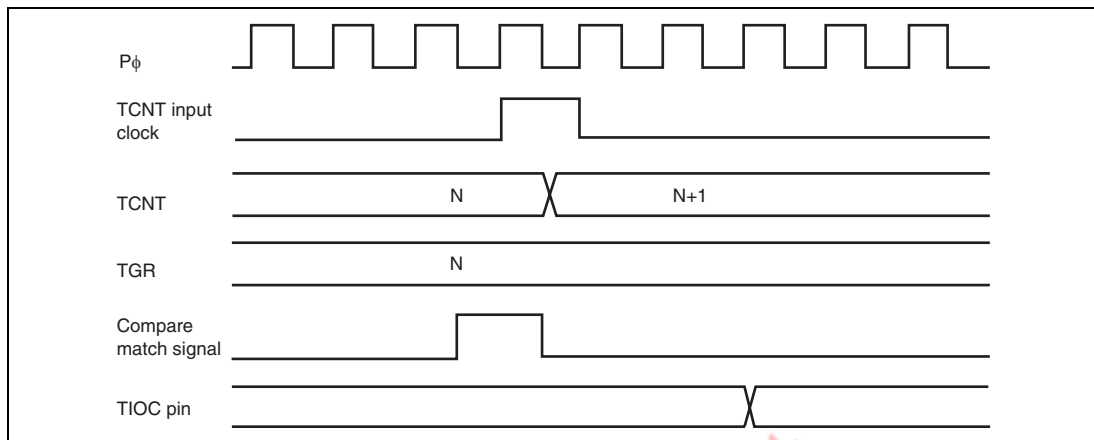 Pϕ
TCNT input
clock
TCNT
N
N+1
TGR
N
Compare
match signal
TIOC pin